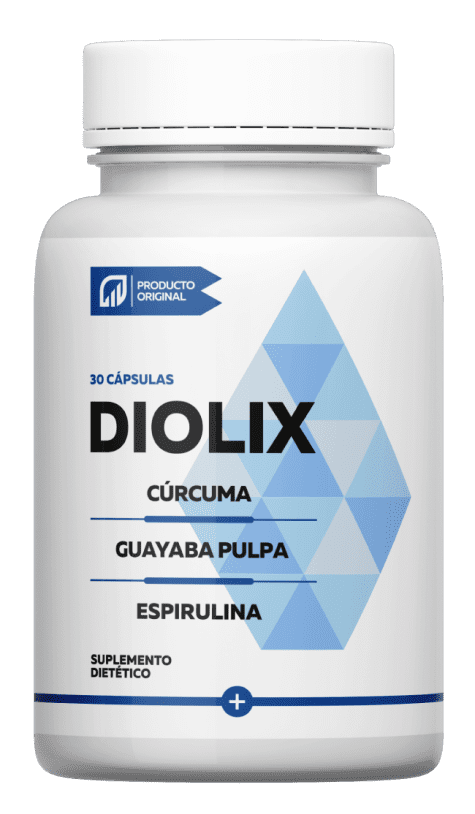 PRODUCTO
ORIGINAL
30 CÁPSULAS
DIOLIX
CÚRCUMA
GUAYABA PULPA
ESPIRULINA
SUPLEMENTO
DIETÉTICO